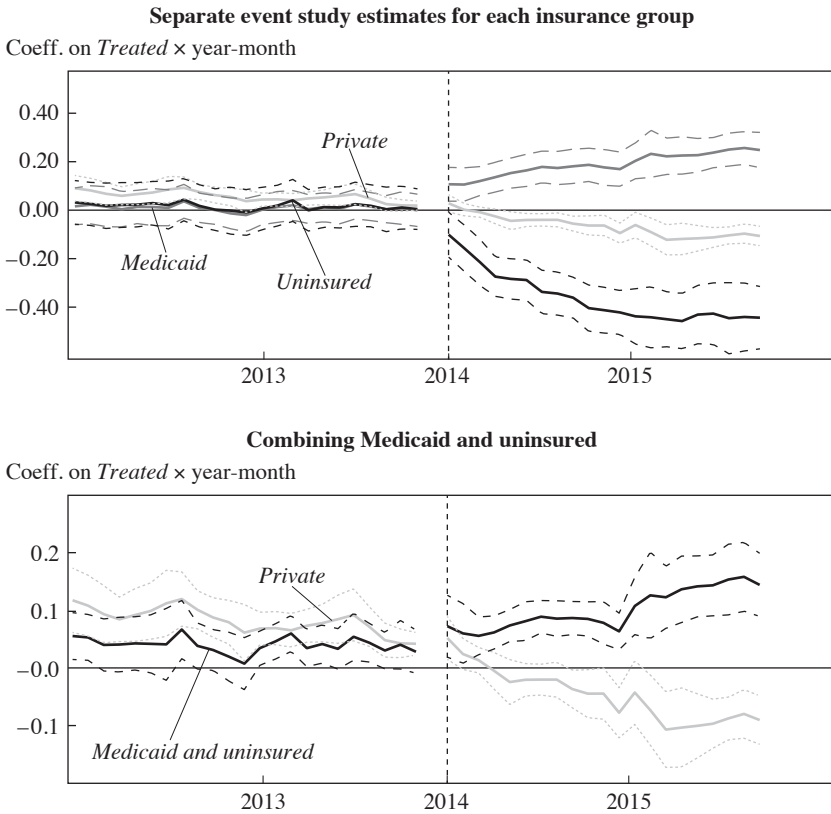 Separate event study estimates for each insurance group
Coeff. on Treated × year-month
0.40
Private
0.20
0.00
Medicaid
Uninsured
−0.20
−0.40
2013
2014
2015
Combining Medicaid and uninsured
Coeff. on Treated × year-month
0.2
Private
0.1
-0.0
−0.1
Medicaid and uninsured
2013
2014
2015